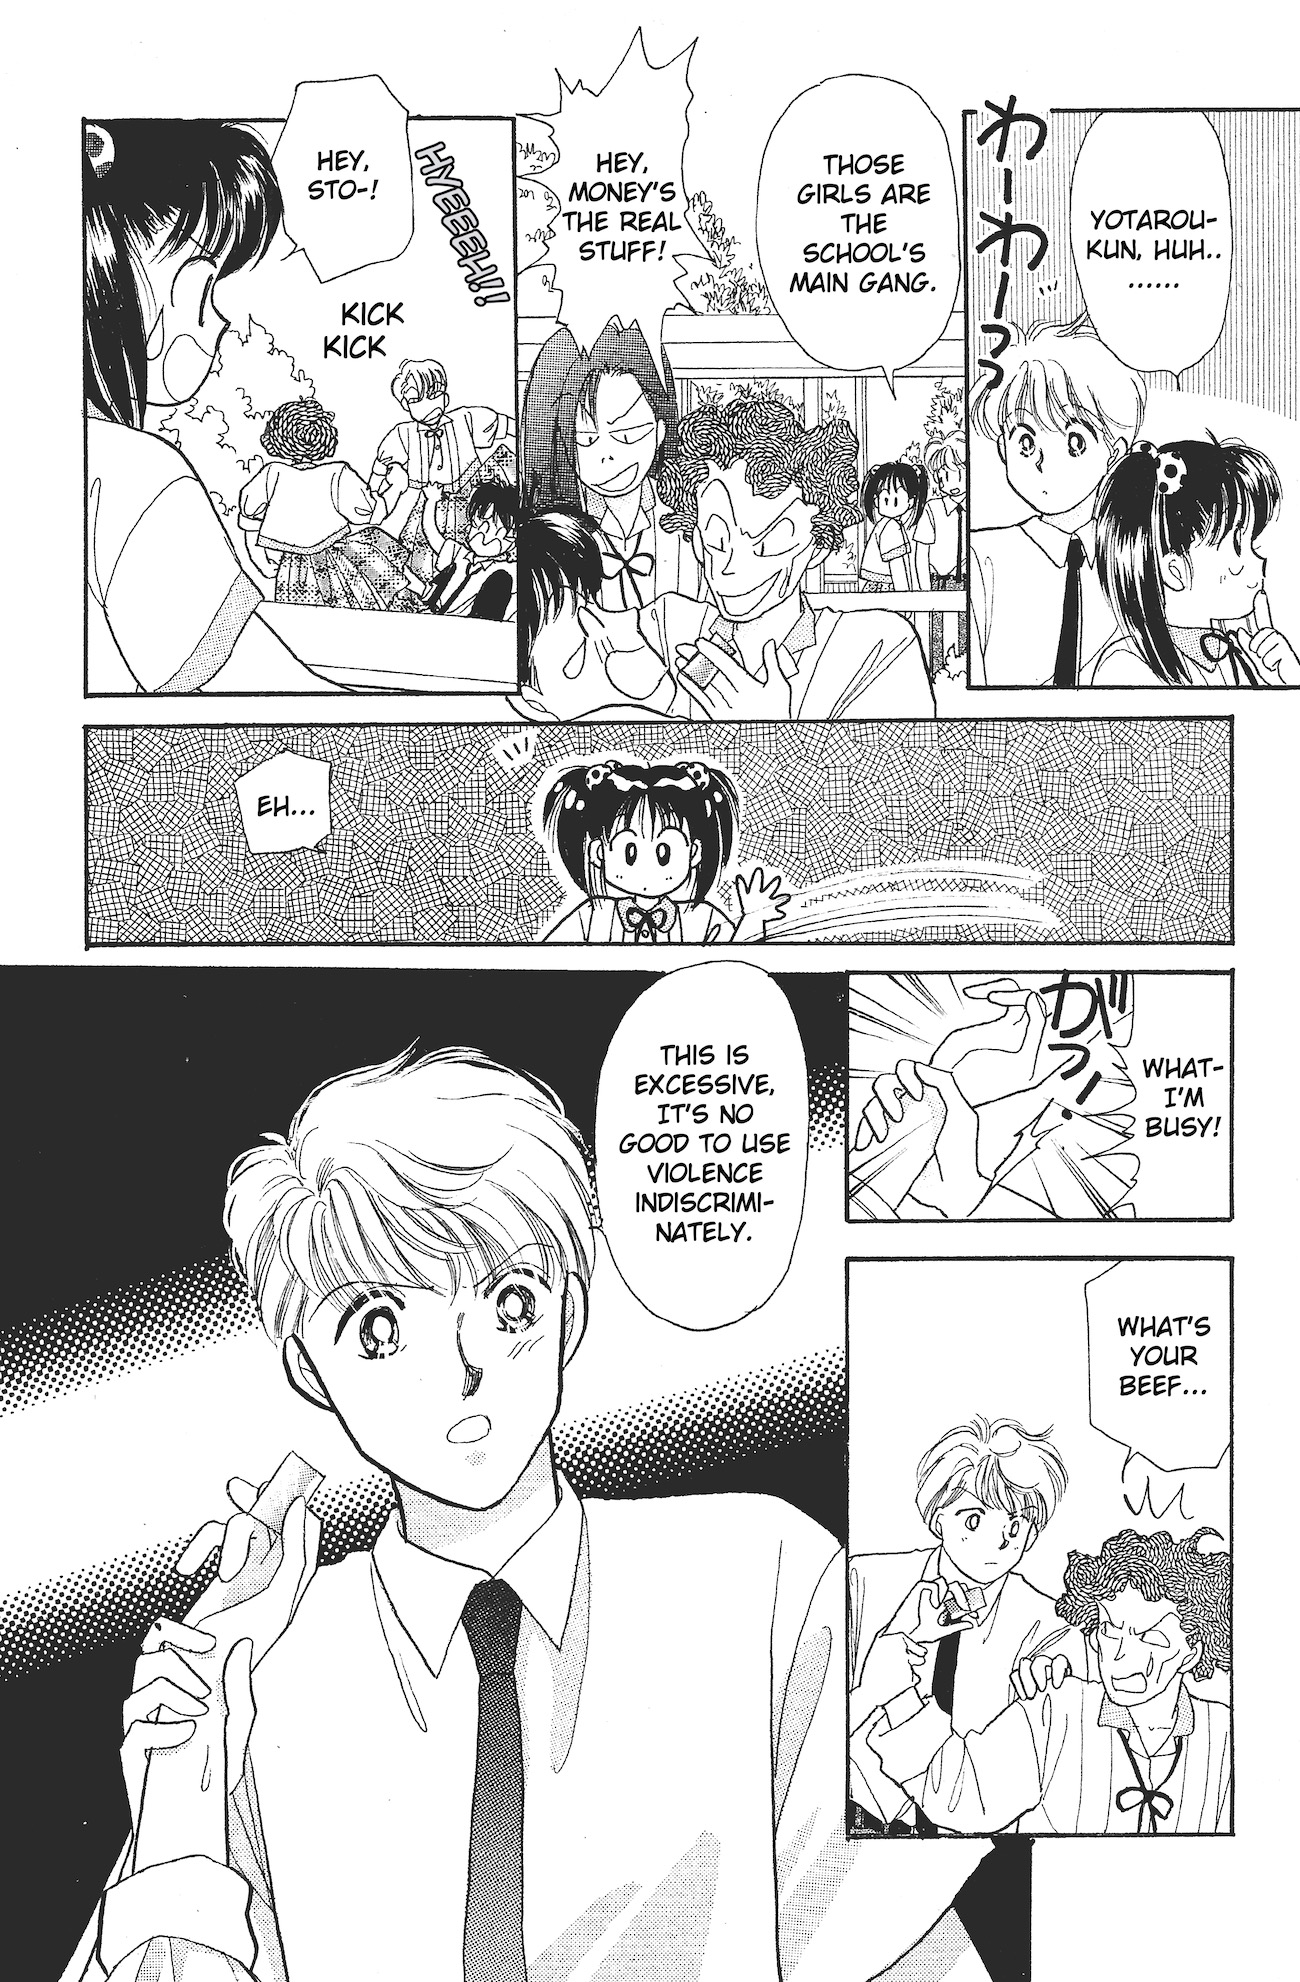 YOTAROU-
KUN, HUH..
......
わーわーっっ
THOSE
GIRLS ARE
THE
SCHOOL'S
MAIN GANG.
HEY,
MONEY'S
THE REAL
STUFF!
HYEEEH!!
HEY,
STO-!
KICK
KICK
EH...
WHAT-
I'M
BUSY!
がっ!
WHAT'S
YOUR
BEEF...
THIS IS
EXCESSIVE,
IT'S NO
GOOD TO USE
VIOLENCE
INDISCRIMI-
NATELY.